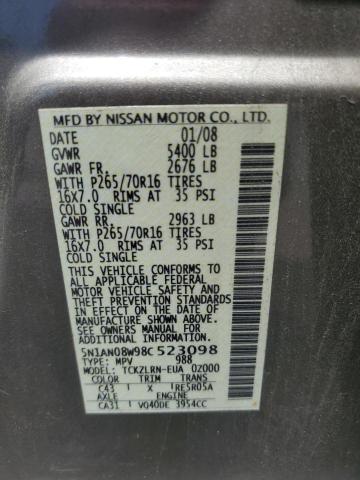 MFD BY NISSAN MOTOR CO., LTD.
DATE 01/08
GVWR 5400 LB
GAWR FR. 2676 LB
WITH P265/70R16 TIRES
16X7.0 RIMS AT 35 PSI
COLD SINGLE
GAWR RR. 2963 LB
WITH P265/70R16 TIRES
16X7.0 RIMS AT 35 PSI
COLD SINGLE
THIS VEHICLE CONFORMS TO
ALL APPLICABLE FEDERAL
MOTOR VEHICLE SAFETY AND
THEFT PREVENTION STANDARDS
IN EFFECT ON THE DATE OF
MANUFACTURE SHOWN ABOVE.
SEE OWNERS MANUAL FOR
ADDITIONAL INFORMATION.
5N1AN08W98C523098
TYPE: MPV 988
MODEL: TCKZLRN-EUA 02000
COLOR TRIM TRANS
C43 X RE5R05A
AXLE ENGINE
CA31 VQ40DE 3954CC